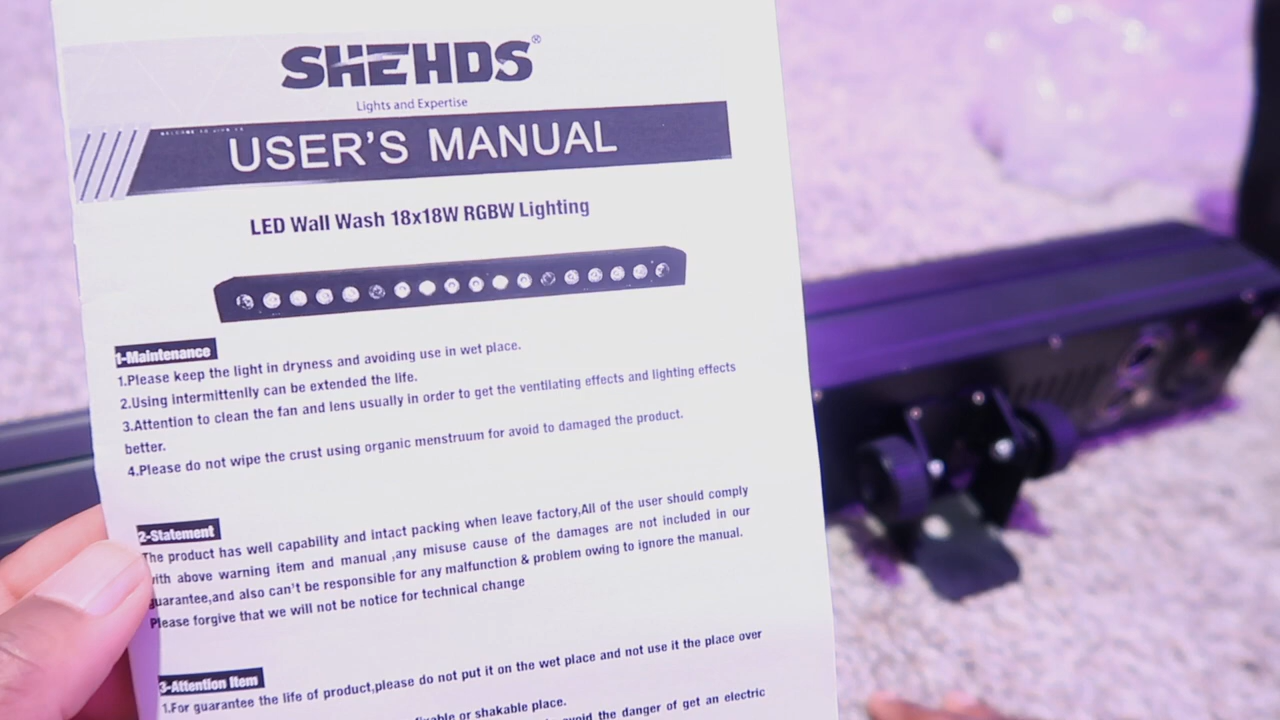 SHEHDS®
Lights and Expertise
USER'S MANUAL
LED Wall Wash 18x18W RGBW Lighting
1-Maintenance
1.Please keep the light in dryness and avoiding use in wet place.
2.Using intermittenlly can be extended the life.
3.Attention to clean the fan and lens usually in order to get the ventilating effects and lighting effects
better.
4.Please do not wipe the crust using organic menstruum for avoid to damaged the product.
2-Statement
The product has well capability and intact packing when leave factory,All of the user should comply
with above warning item and manual ,any misuse cause of the damages are not included in our
guarantee,and also can't be responsible for any malfunction & problem owing to ignore the manual.
Please forgive that we will not be notice for technical change
3-Attention Item
1.For guarantee the life of product,please do not put it on the wet place and not use it the place over
or shakable place.
the danger of get an electric